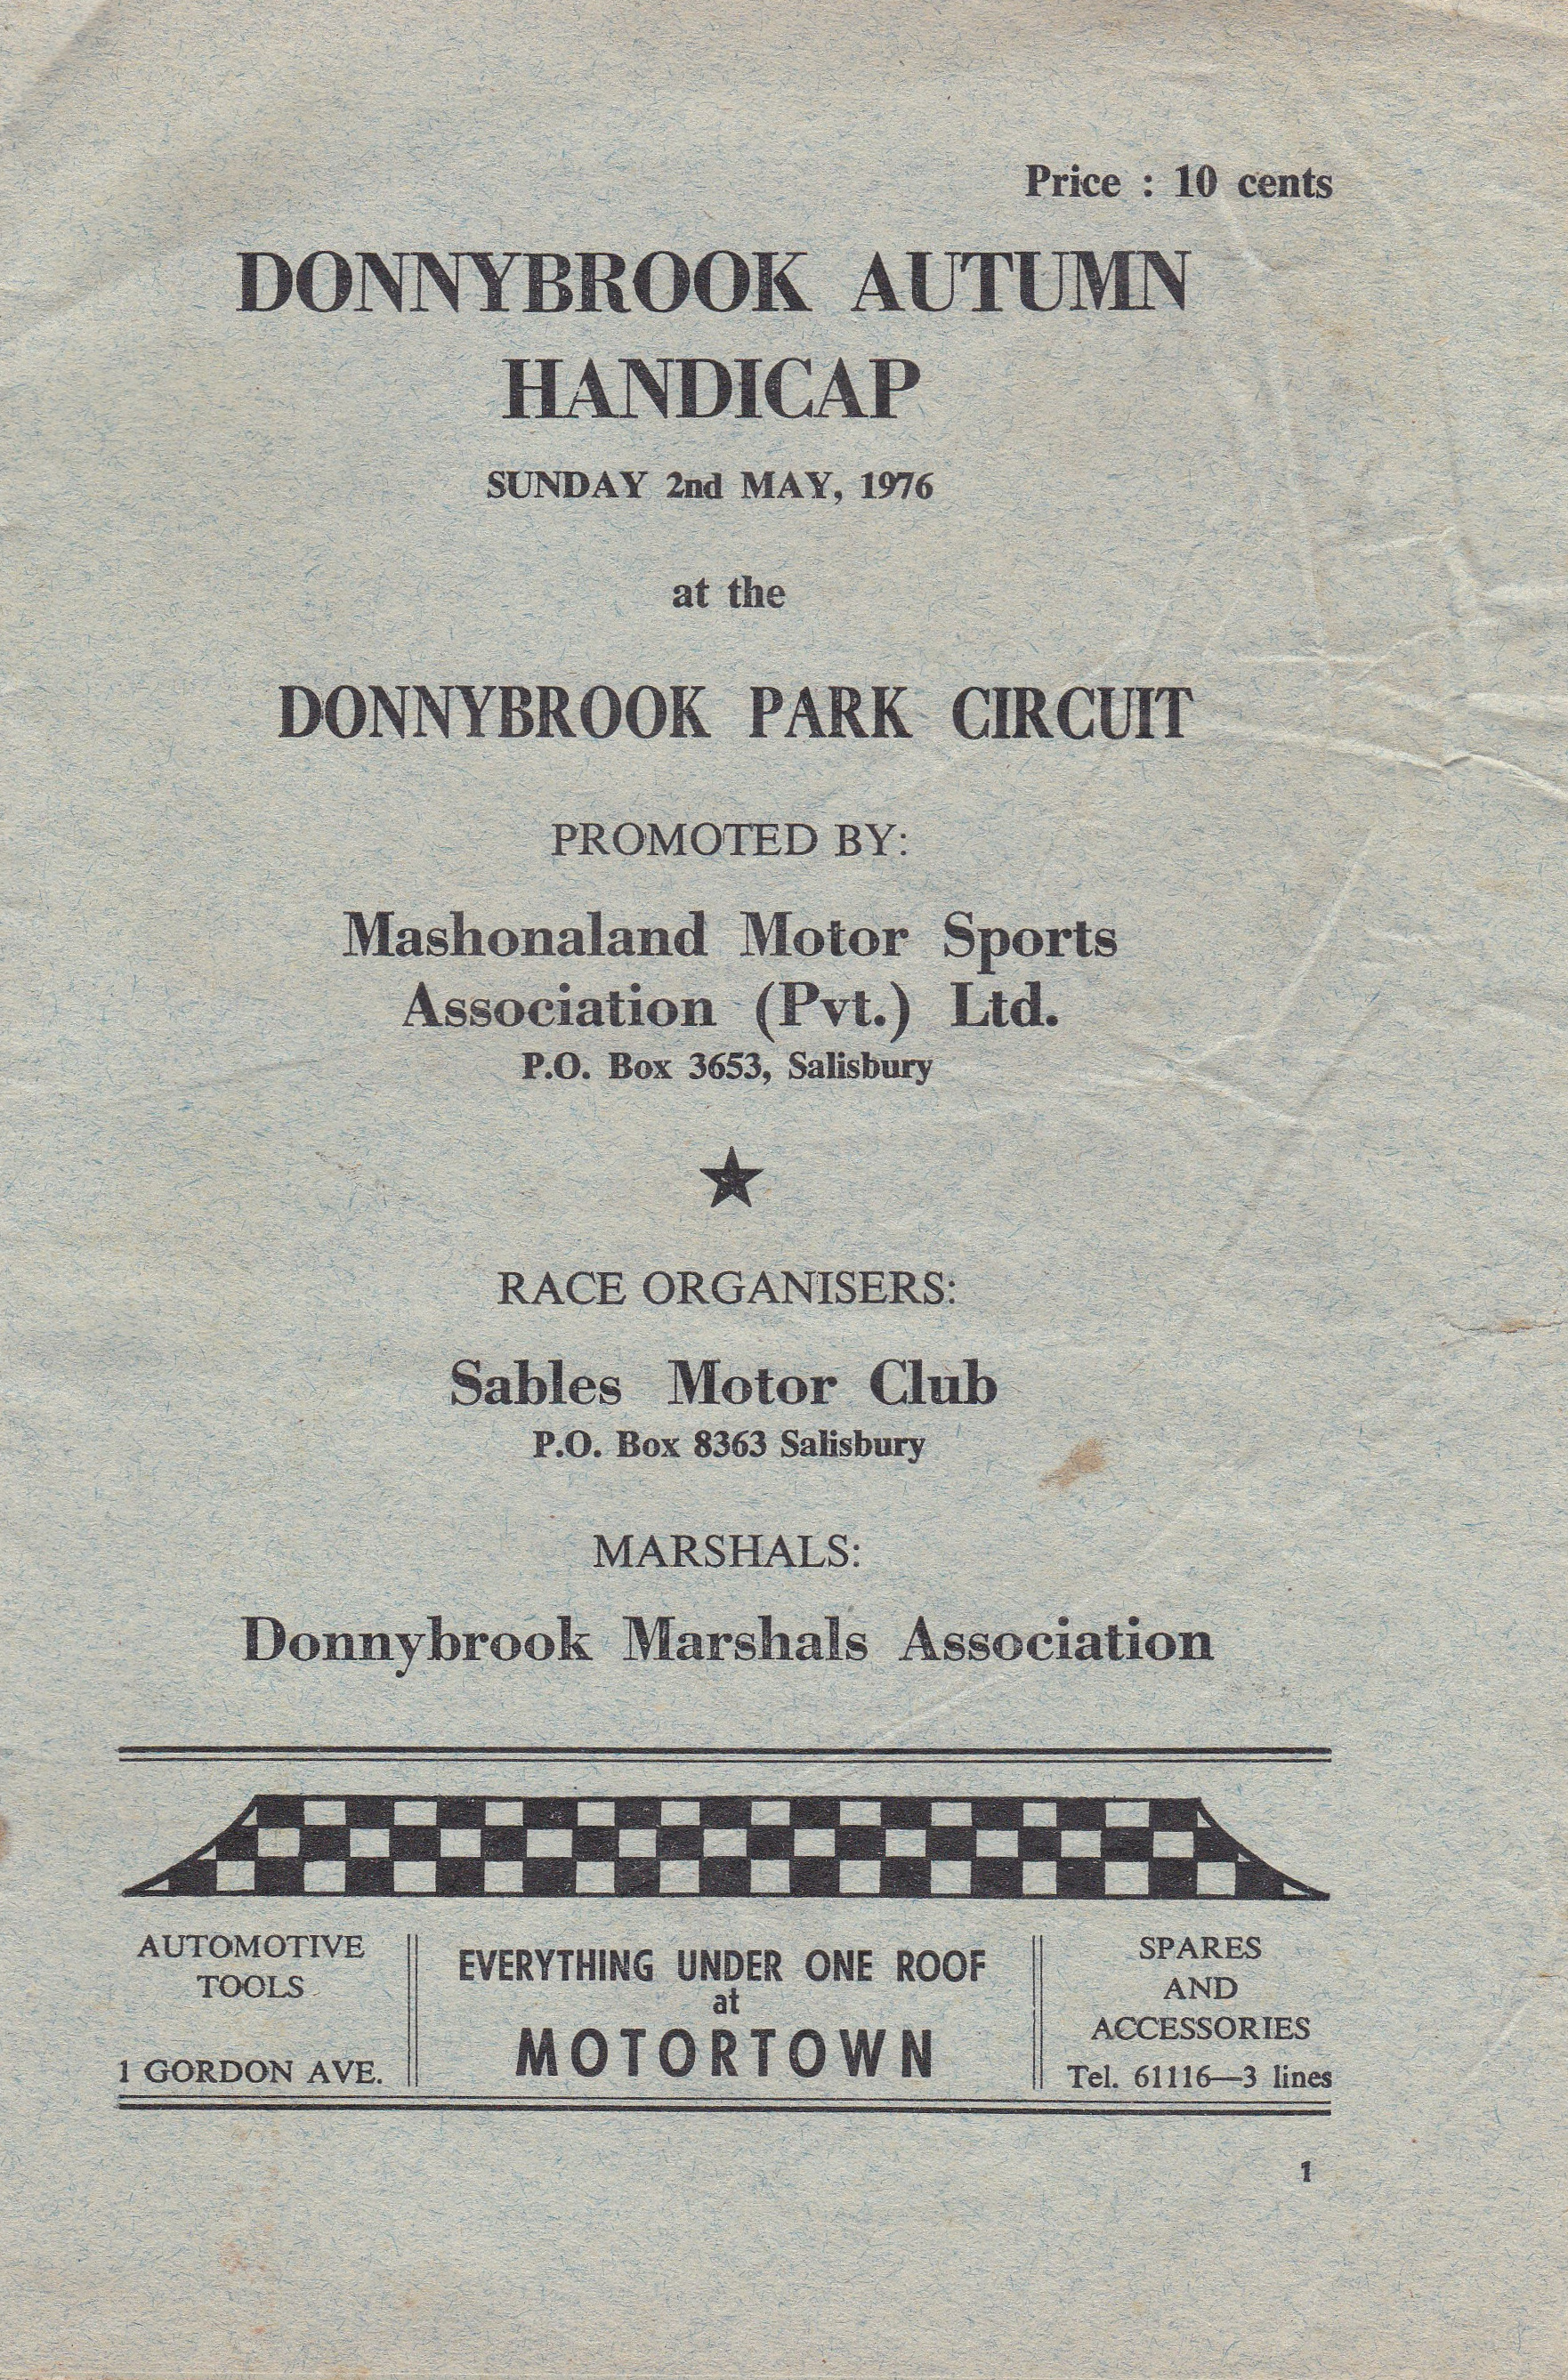 Price : 10 cents
DONNYBROOK AUTUMN
HANDICAP
SUNDAY 2nd MAY, 1976
at the
DONNYBROOK PARK CIRCUIT
PROMOTED BY:
Mashonaland Motor Sports
Association (Pvt.) Ltd.
P.O. Box 3653, Salisbury
RACE ORGANISERS:
Sables Motor Club
P.O. Box 8363 Salisbury
MARSHALS:
Donnybrook Marshals Association
AUTOMOTIVE
TOOLS
1 GORDON AVE.
EVERYTHING UNDER ONE ROOF
at
MOTORTOWN
SPARES
AND
ACCESSORIES
Tel. 61116—3 lines
1